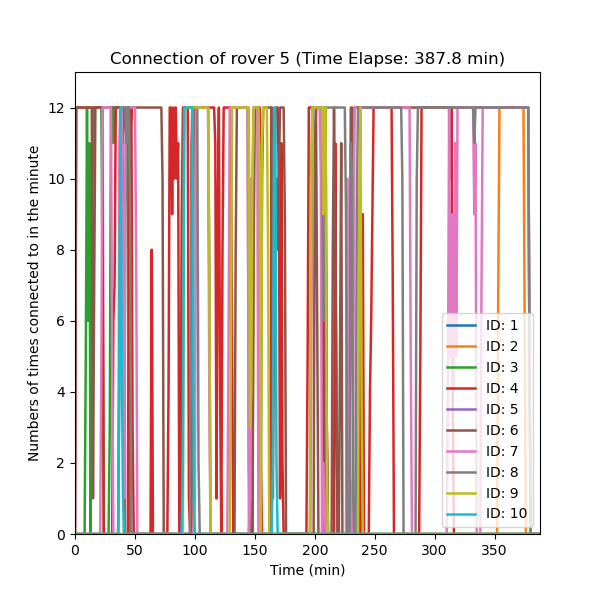 Connection of rover 5 (Time Elapse: 387.8 min)
Numbers of times connected to in the minute
12
10
8
6
4
2
0
ID: 1
ID: 2
ID: 3
ID: 4
ID: 5
ID: 6
ID: 7
ID: 8
ID: 9
ID: 10
0 50 100 150 200 250 300 350
Time (min)